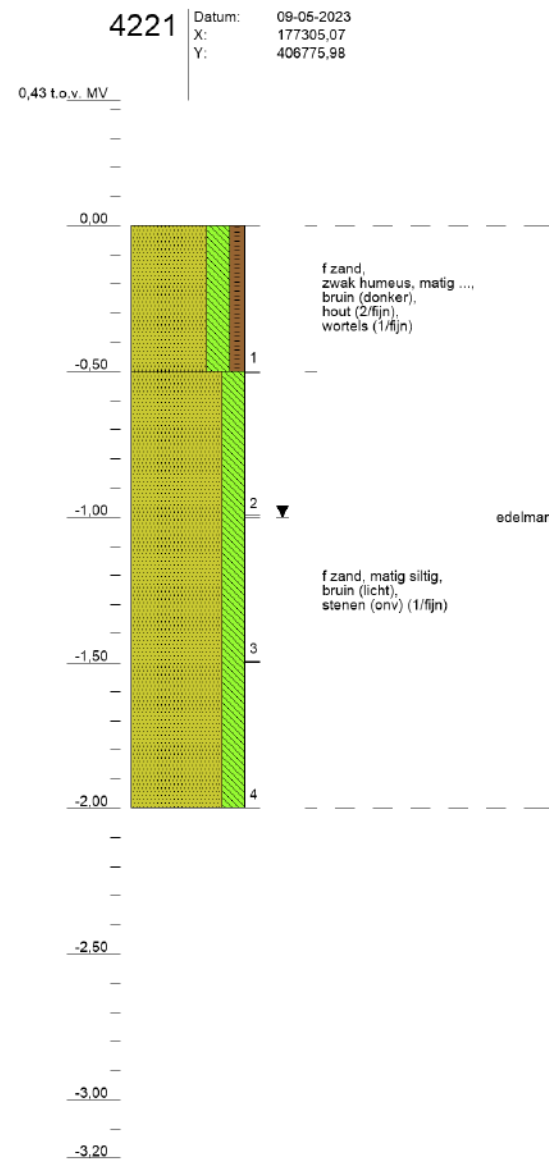 4221
Datum: 09-05-2023
X: 177305,07
Y: 406775,98
0,43 t.o.v. MV
0,00
f zand,
zwak humeus, matig ...,
bruin (donker),
hout (2/fijn),
wortels (1/fijn)
1
-0,50
2
-1,00
edelmar
f zand, matig siltig,
bruin (licht),
stenen (onv) (1/fijn)
3
-1,50
4
-2,00
-2,50
-3,00
-3,20